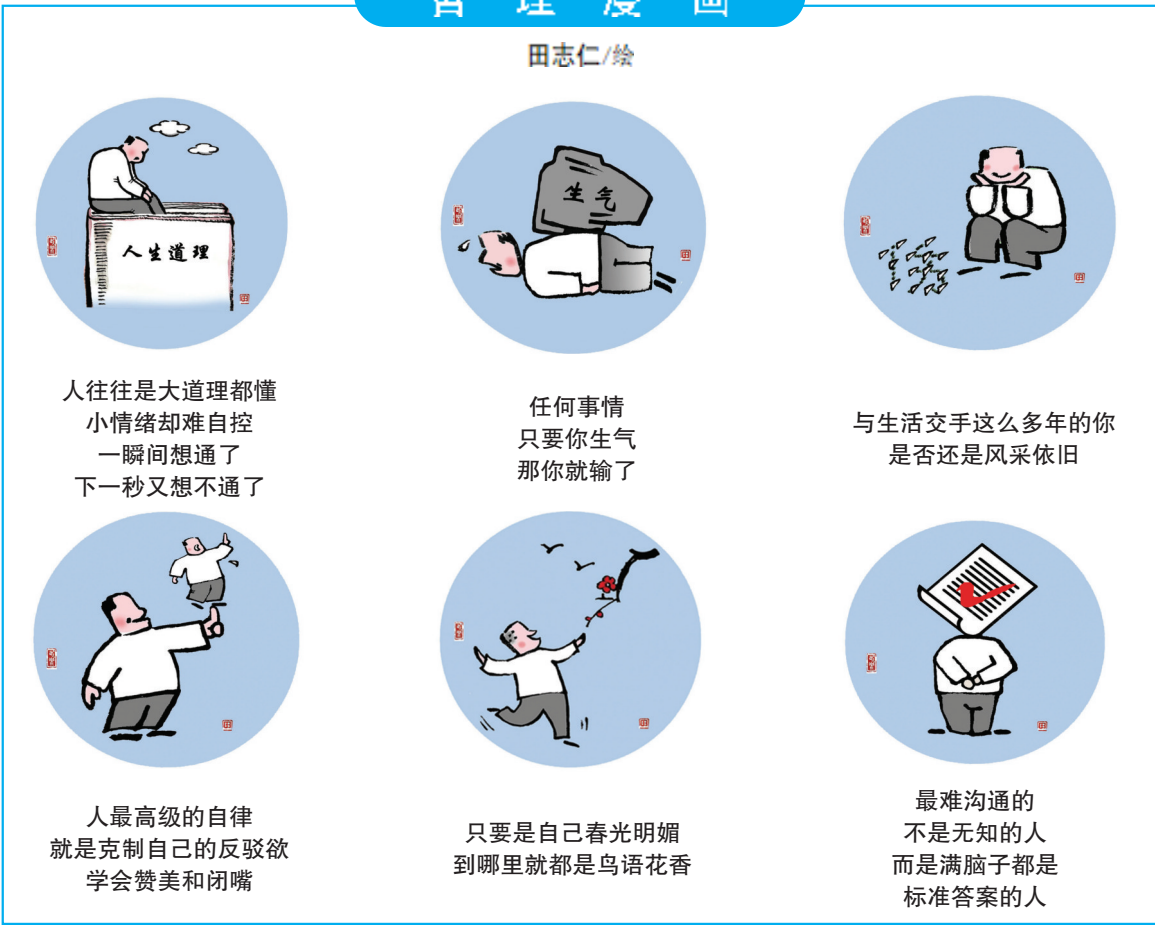 哲理漫画
田志仁/绘
人生道理
生气
人往往是大道理都懂
小情绪却难自控
一瞬间想通了
下一秒又想不通了
任何事情
只要你生气
那你就输了
与生活交手这么多年的你
是否还是风采依旧
人最高级的自律
就是克制自己的反驳欲
学会赞美和闭嘴
只要是自己春光明媚
到哪里就都是鸟语花香
最难沟通的
不是无知的人
而是满脑子都是
标准答案的人